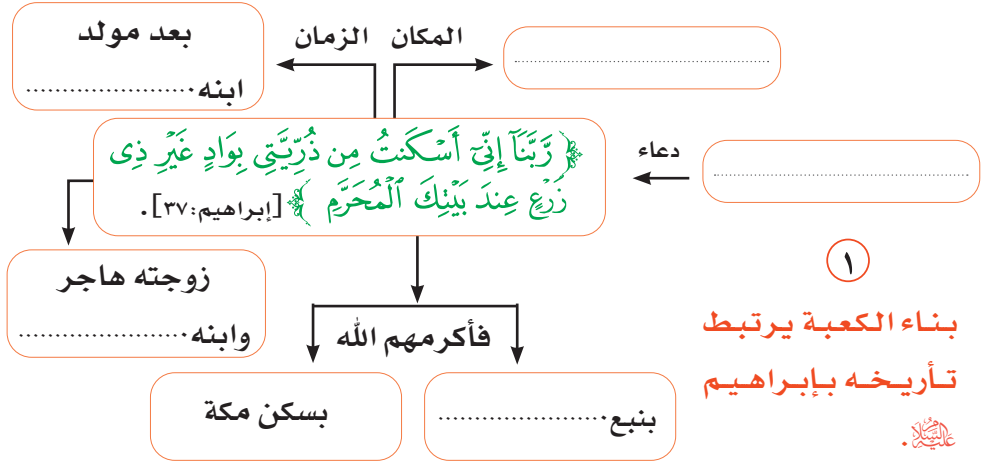 بعد مولد
ابنه ......................
الزمان
المكان
......................
﴿ رَّبَّنَآ إِنِّىٓ أَسْكَنتُ مِن ذُرِّيَّتِى بِوَادٍ غَيْرِ ذِى
زَرْعٍ عِندَ بَيْتِكَ ٱلْمُحَرَّمِ ﴾ [إبراهيم:٣٧].
دعاء
......................
زوجته هاجر
وابنه ......................
فأكرمهم الله
بنبع ......................
بسكن مكة
١
بناء الكعبة يرتبط
تأريخه بإبراهيم
عليه السلام.